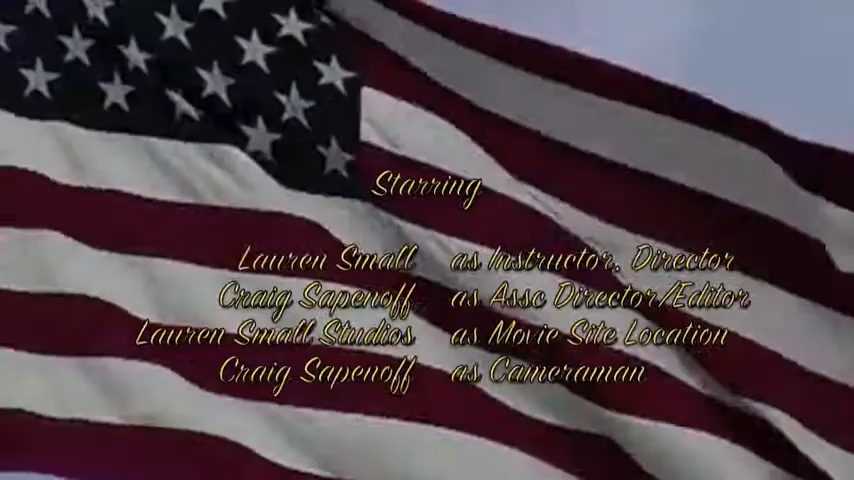 Starring
Lauren Small as Instructor, Director
Craig Sapenoff as Assc Director/Editor
Lauren Small Studios as Movie Site Location
Craig Sapenoff as Cameraman